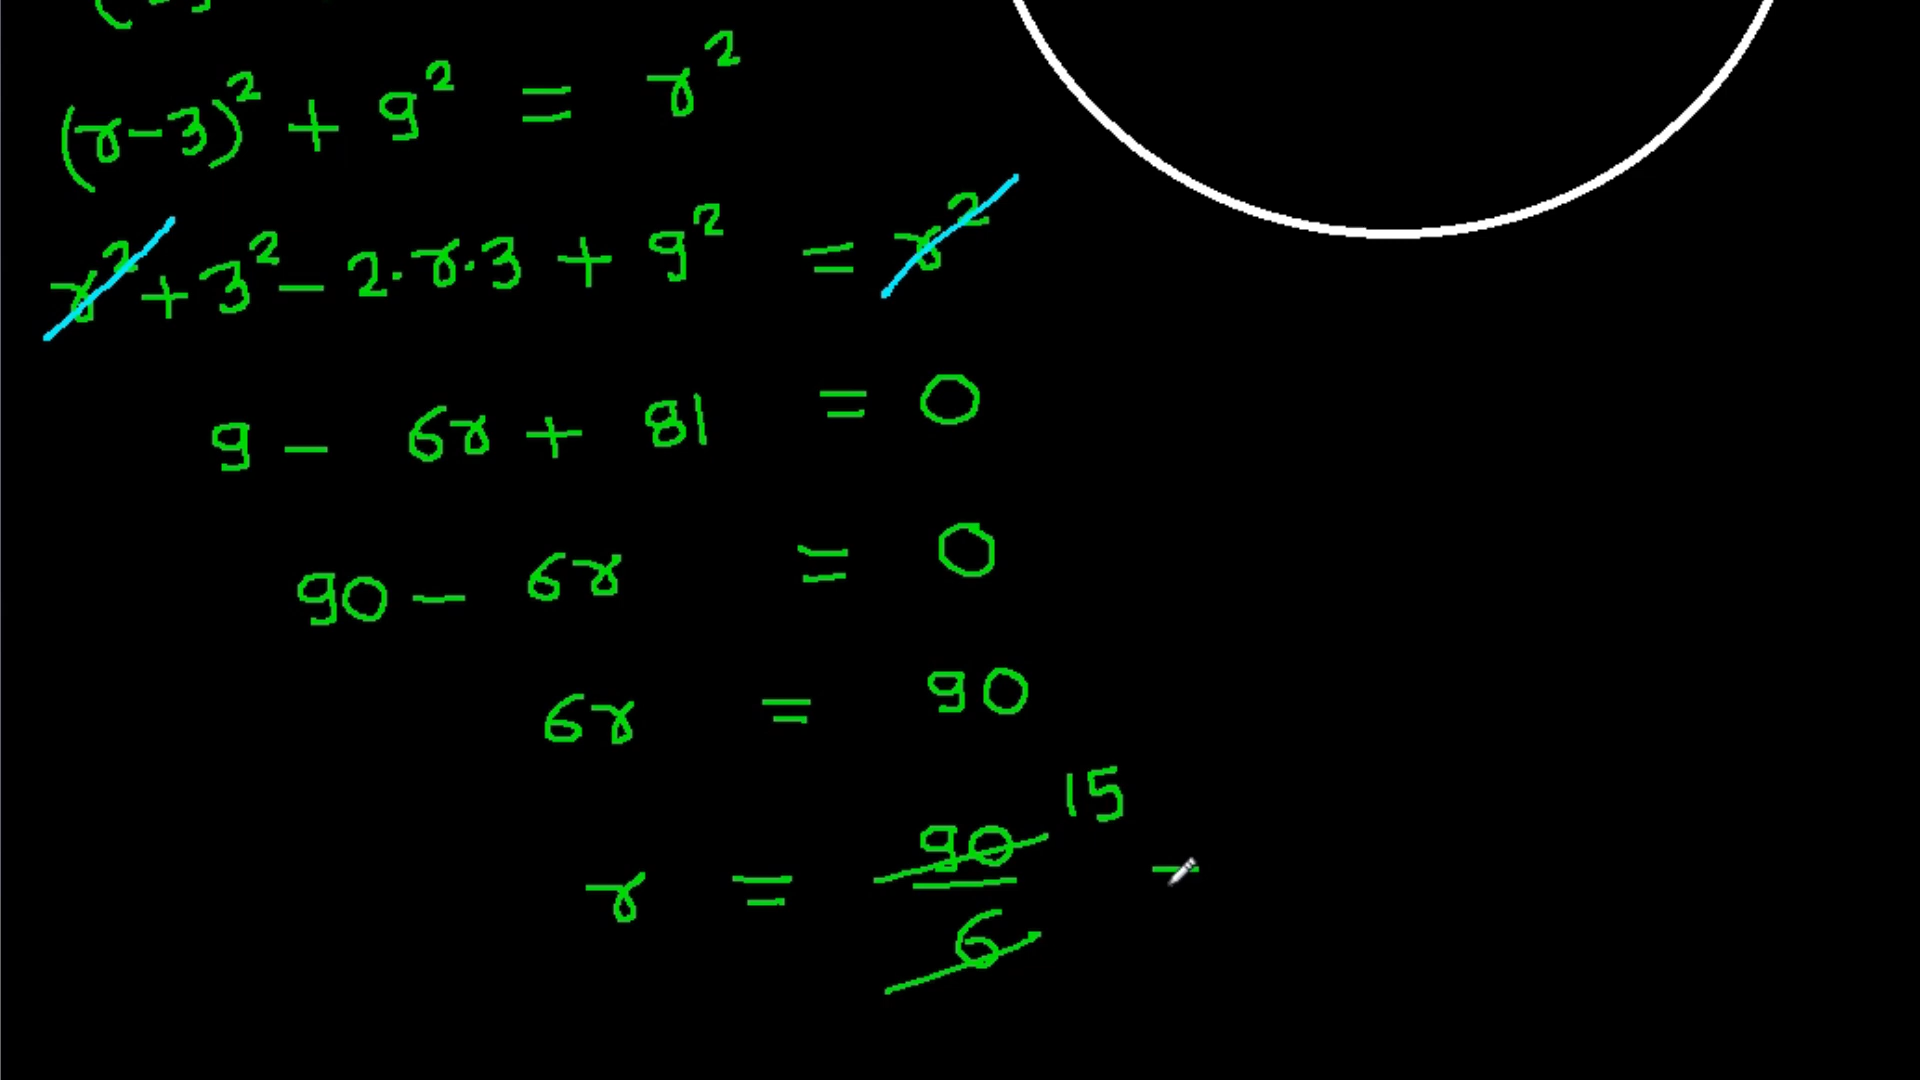 (r-3)² + 9² = r²
r² + 3² - 2·r·3 + 9² = r²
9 - 6r + 81 = 0
90 - 6r = 0
6r = 90
15
r = 90/6 -